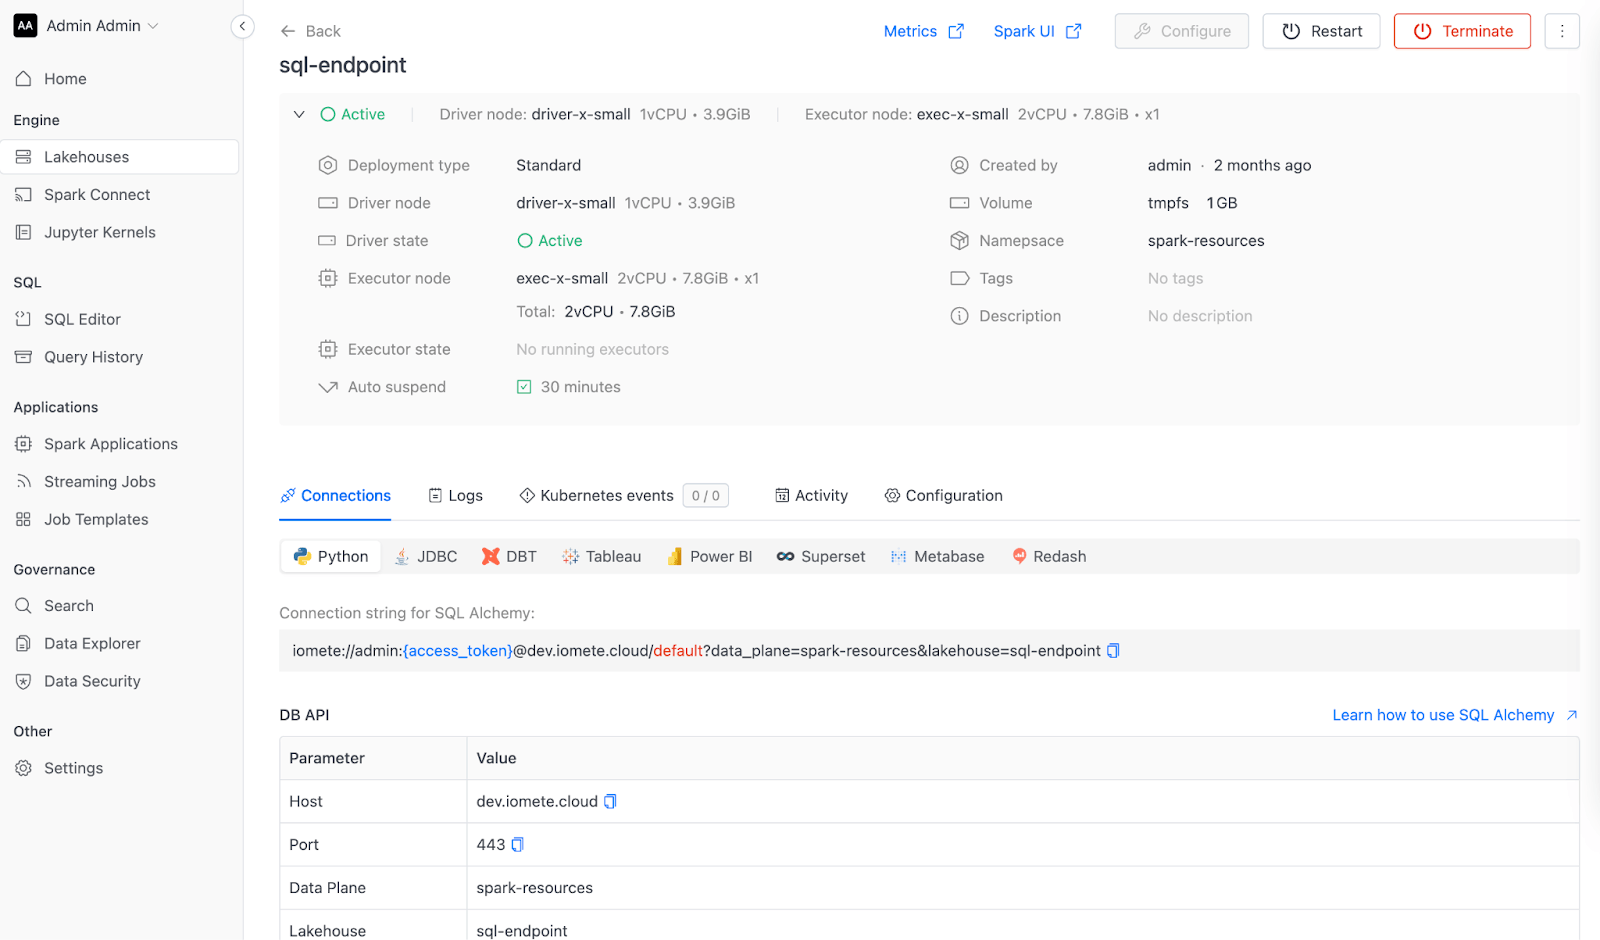 AA Admin Admin
Home
Engine
Lakehouses
Spark Connect
Jupyter Kernels
SQL
SQL Editor
Query History
Applications
Spark Applications
Streaming Jobs
Job Templates
Governance
Search
Data Explorer
Data Security
Other
Settings
Back
Metrics
Spark UI
Configure
Restart
Terminate
sql-endpoint
Active
Driver node: driver-x-small 1vCPU • 3.9GiB
Executor node: exec-x-small 2vCPU • 7.8GiB • x1
Deployment type Standard
Driver node driver-x-small 1vCPU • 3.9GiB
Driver state Active
Executor node exec-x-small 2vCPU • 7.8GiB • x1
Total: 2vCPU • 7.8GiB
Executor state No running executors
Auto suspend 30 minutes
Created by admin · 2 months ago
Volume tmpfs 1GB
Namepsace spark-resources
Tags No tags
Description No description
Connections
Logs
Kubernetes events 0 / 0
Activity
Configuration
Python
JDBC
DBT
Tableau
Power BI
Superset
Metabase
Redash
Connection string for SQL Alchemy:
iomete://admin:{access_token}@dev.iomete.cloud/default?data_plane=spark-resources&lakehouse=sql-endpoint
DB API
Learn how to use SQL Alchemy
Parameter Value
Host dev.iomete.cloud
Port 443
Data Plane spark-resources
Lakehouse sql-endpoint